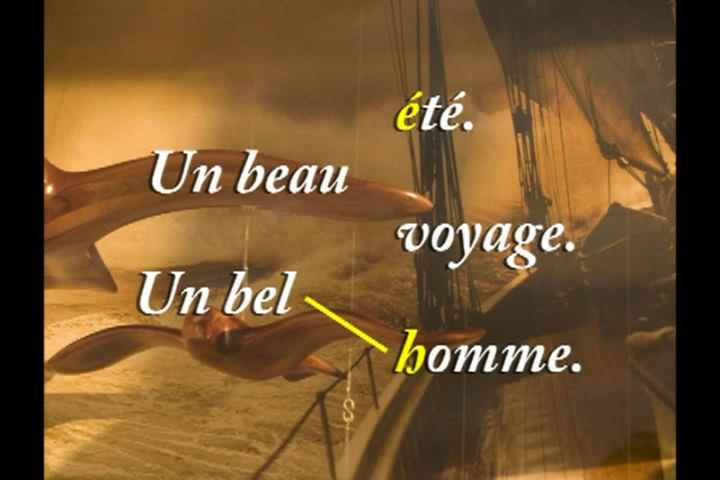 été.
Un beau
voyage.
Un bel
homme.